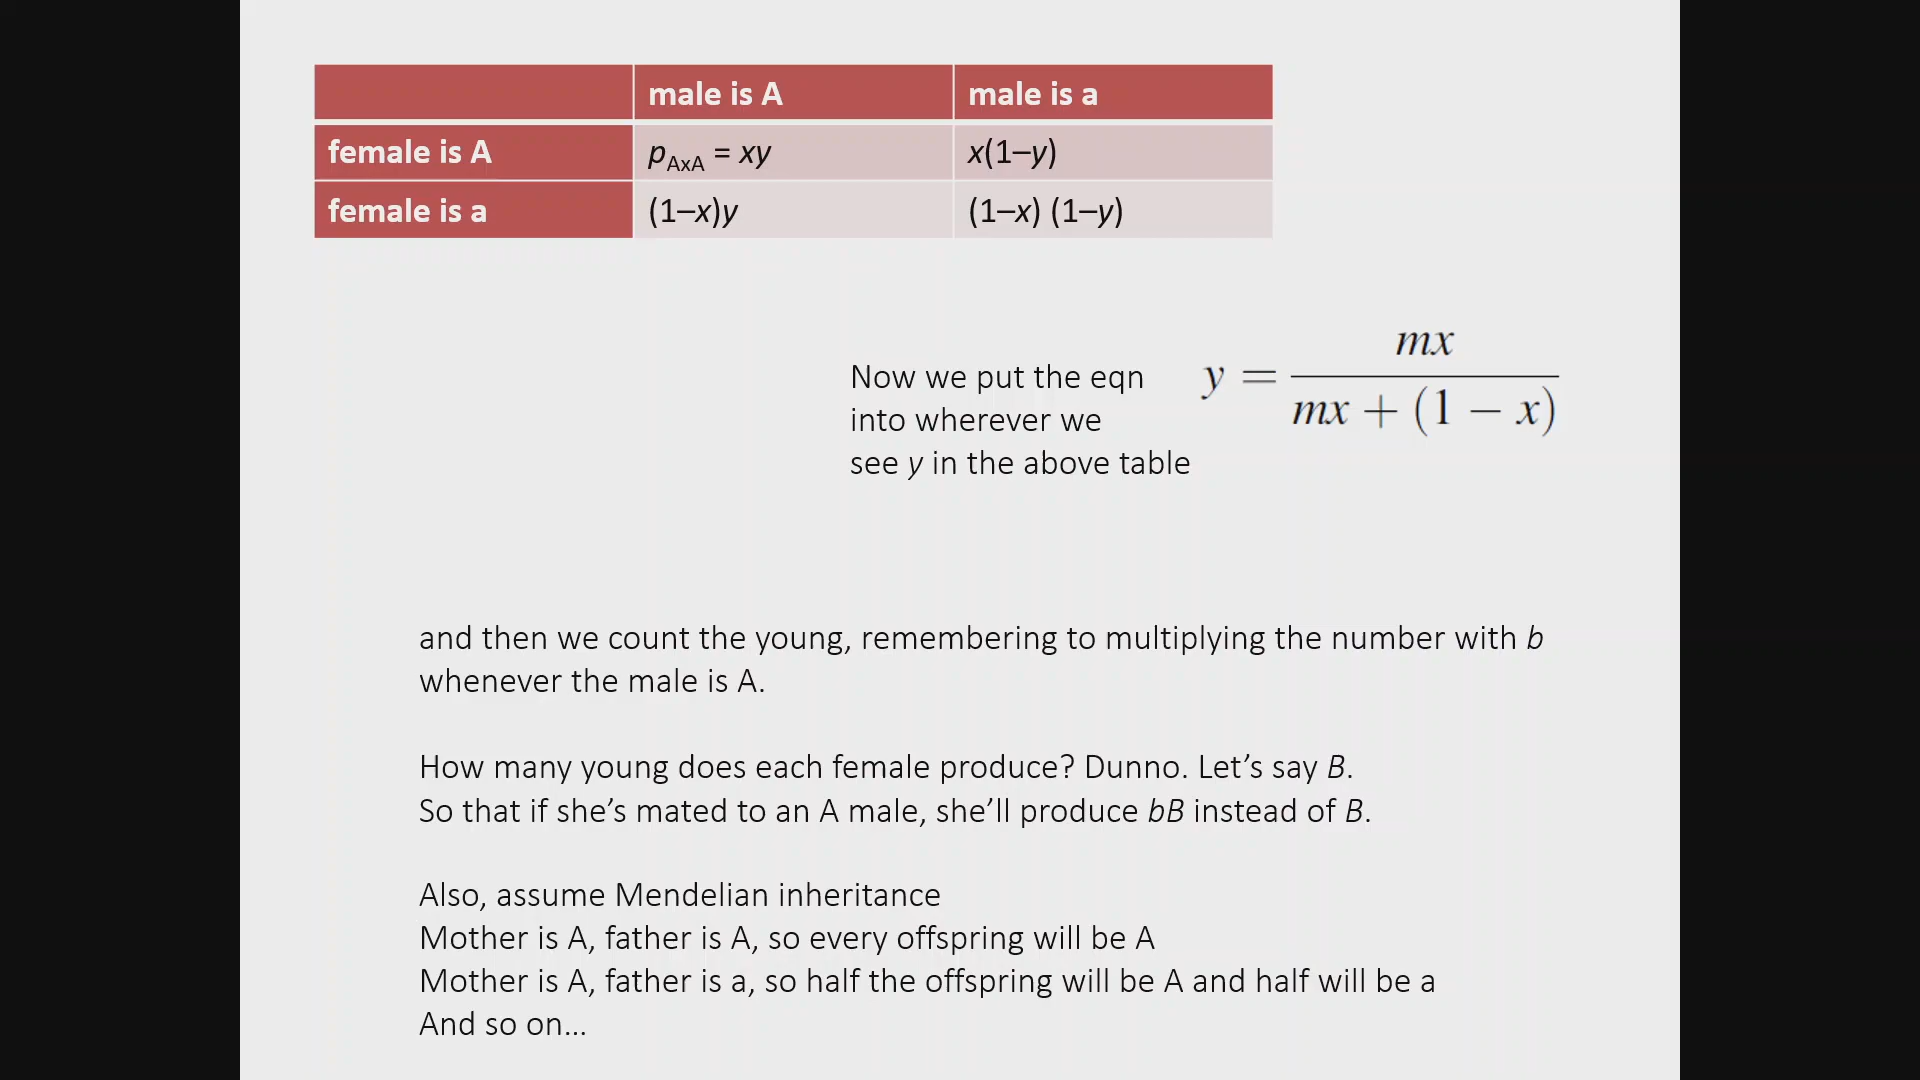 male is A male is a
female is A pAxA = xy x(1–y)
female is a (1–x)y (1–x) (1–y)
Now we put the eqn
into wherever we
see y in the above table
y = mx / mx + (1 − x)
and then we count the young, remembering to multiplying the number with b
whenever the male is A.
How many young does each female produce? Dunno. Let’s say B.
So that if she’s mated to an A male, she’ll produce bB instead of B.
Also, assume Mendelian inheritance
Mother is A, father is A, so every offspring will be A
Mother is A, father is a, so half the offspring will be A and half will be a
And so on…